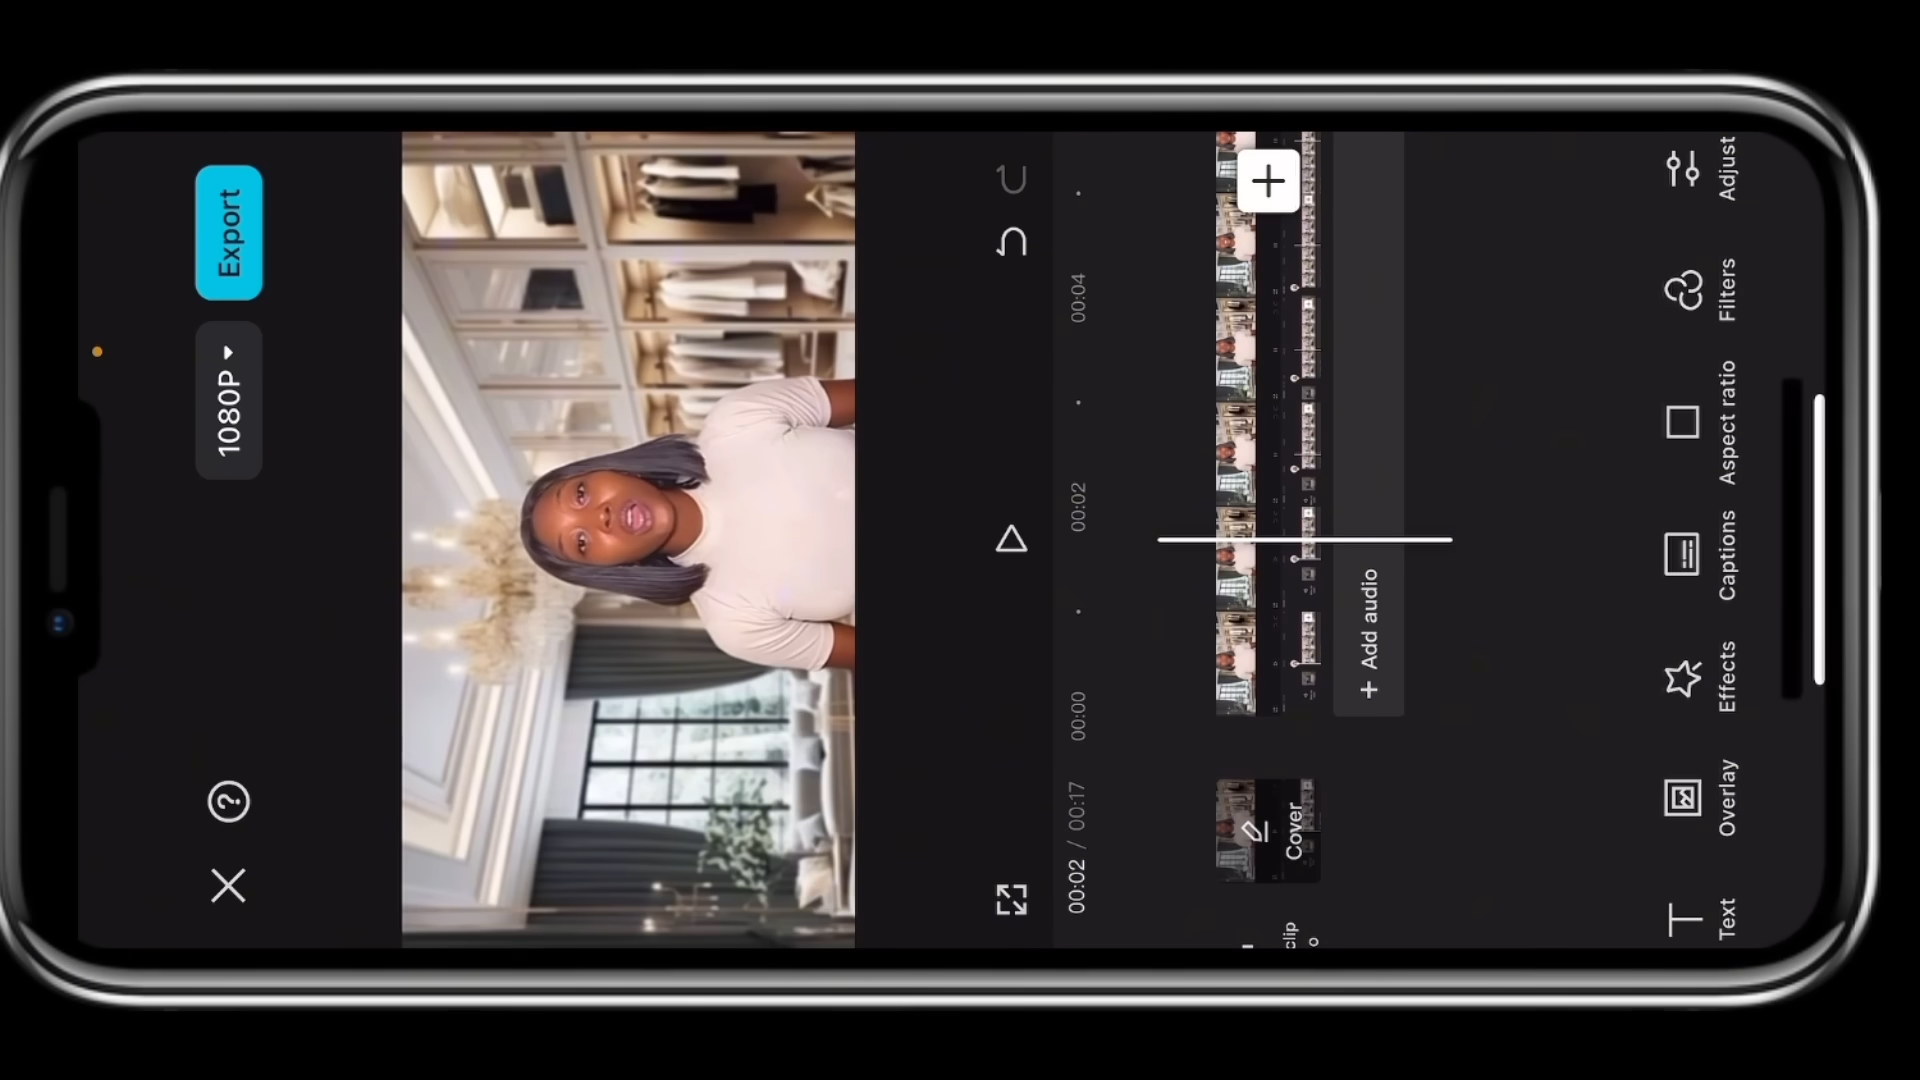 1080P
Export
00:02 / 00:17
00:00
00:02
00:04
Cover
clip
+ Add audio
Text
Overlay
Effects
Captions
Aspect ratio
Filters
Adjust